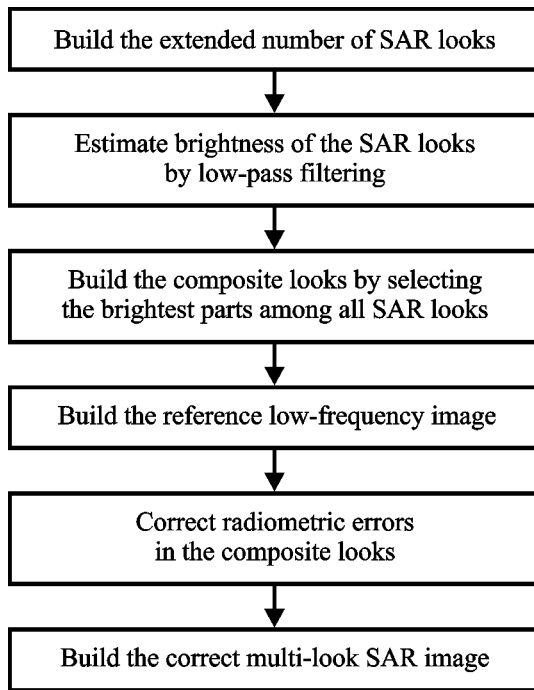 Build the extended number of SAR looks
Estimate brightness of the SAR looks
by low-pass filtering
Build the composite looks by selecting
the brightest parts among all SAR looks
Build the reference low-frequency image
Correct radiometric errors
in the composite looks
Build the correct multi-look SAR image